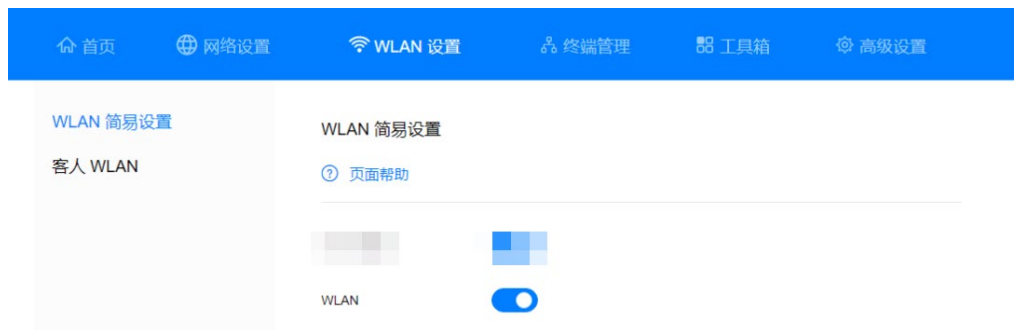 首页 网络设置 WLAN 设置 终端管理 工具箱 高级设置
WLAN 简易设置
客人 WLAN
WLAN 简易设置
页面帮助
WLAN